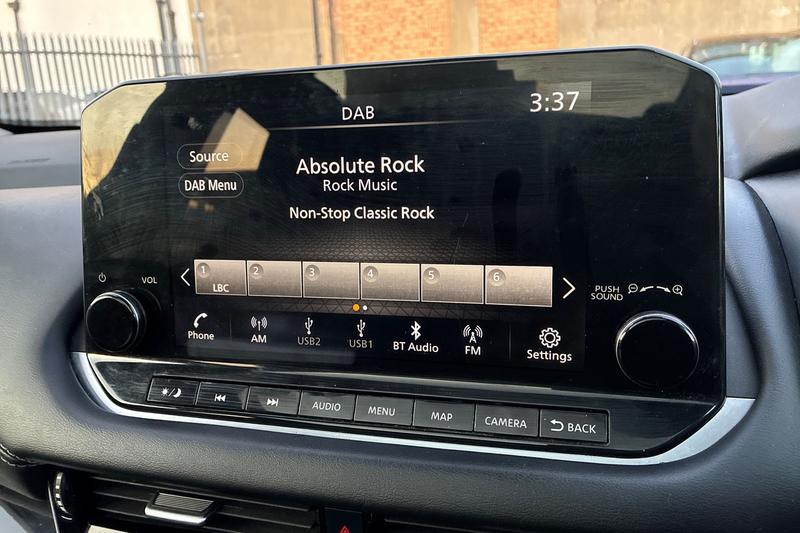 DAB
3:37
Source
DAB Menu
Absolute Rock
Rock Music
Non-Stop Classic Rock
1 2 3 4 5 6
LBC
VOL
PUSH
SOUND
Phone AM USB2 USB1 BT Audio FM Settings
AUDIO MENU MAP CAMERA BACK